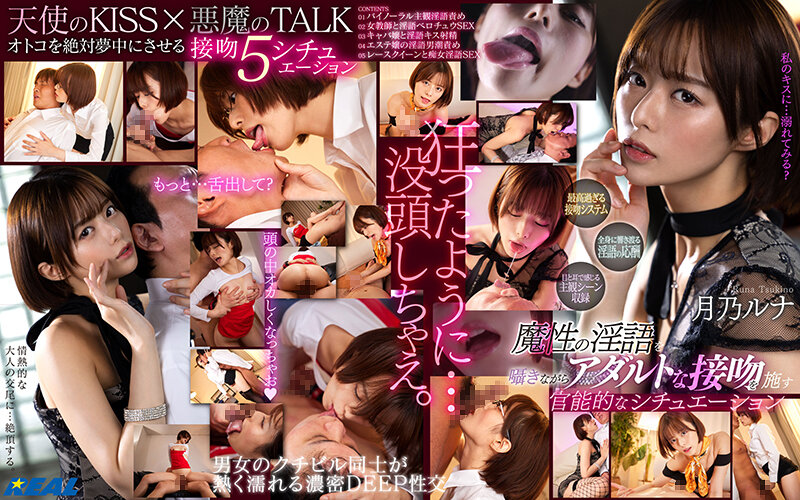 天使のKISS×悪魔のTALK
オトコを絶対夢中にさせる接吻5シチュエーション
CONTENTS
01 バイノーラル主観淫語責め
02 女教師と淫語ベロチュウSEX
03 キャバ嬢と淫語キス射精
04 エステ嬢の淫語男潮責め
05 レースクイーンと痴女淫語SEX
私のキスに…溺れてみる?
もっと…舌出して?
頭の中オカしくなっちゃお♥
狂ったように…
没頭しちゃえ。
最高過ぎる
接吻システム
全身に響き渡る
淫語の応酬
目と耳で感じる
主観シーン
収録
Runa Tsukino
月乃ルナ
魔性の淫語を
囁きながらアダルトな接吻を施す
官能的なシチュエーション
情熱的な
大人の交尾に…絶頂する。
男女のクチビル同士が
熱く濡れる濃密DEEP性交
REAL